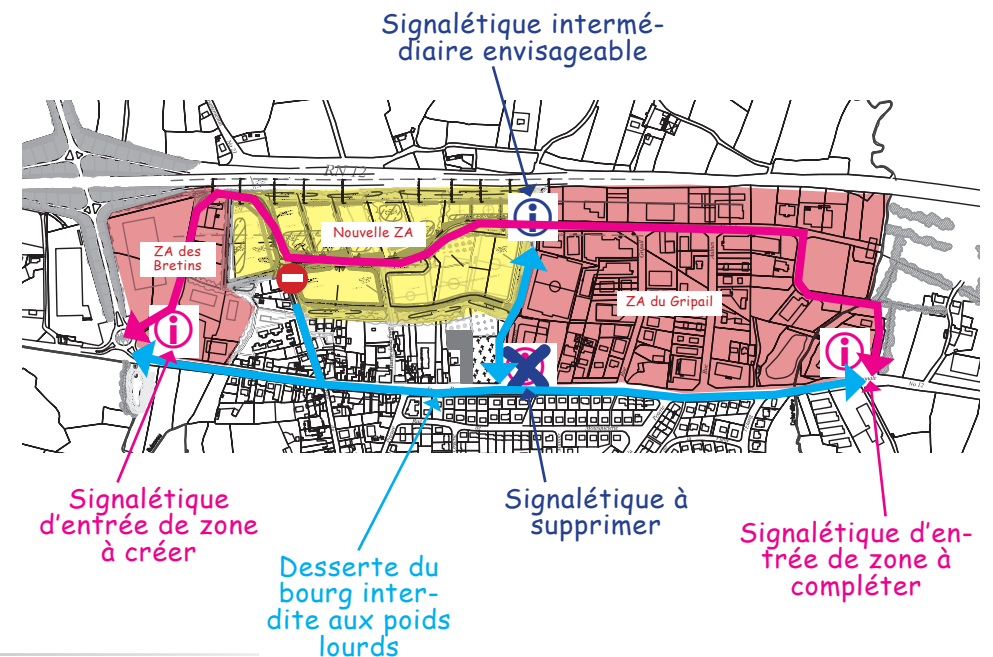 Signalétique intermé-
diaire envisageable
RN 12
Nouvelle ZA
ZA des
Bretins
ZA du Gripail
Signalétique
d'entrée de zone
à créer
Signalétique à
supprimer
Signalétique d'en-
trée de zone à
compléter
Desserte du
bourg inter-
dite aux poids
lourds